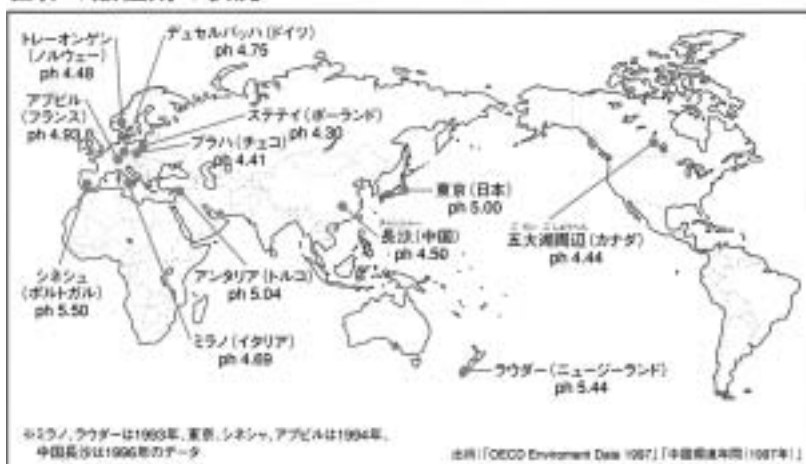 トレーオンゲン
(ノルウェー)
ph 4.48
デュセルバッハ(ドイツ)
ph 4.75
アブビル
(フランス)
ph 4.93
ステテイ(ポーランド)
ph 4.30
プラハ(チェコ)
ph 4.41
東京(日本)
ph 5.00
長沙(中国)
ph 4.50
五大湖周辺(カナダ)
ph 4.44
シネシュ
(ポルトガル)
ph 5.50
アンタリア(トルコ)
ph 5.04
ミラノ(イタリア)
ph 4.69
ラウダー(ニュージーランド)
ph 5.44
※ミラノ、ラウダーは1993年、東京、シネシャ、アブビルは1994年、
中国長沙は1996年のデータ
出所|「OECD Enviroment Data 1997」「中国環境年間(1997年)」